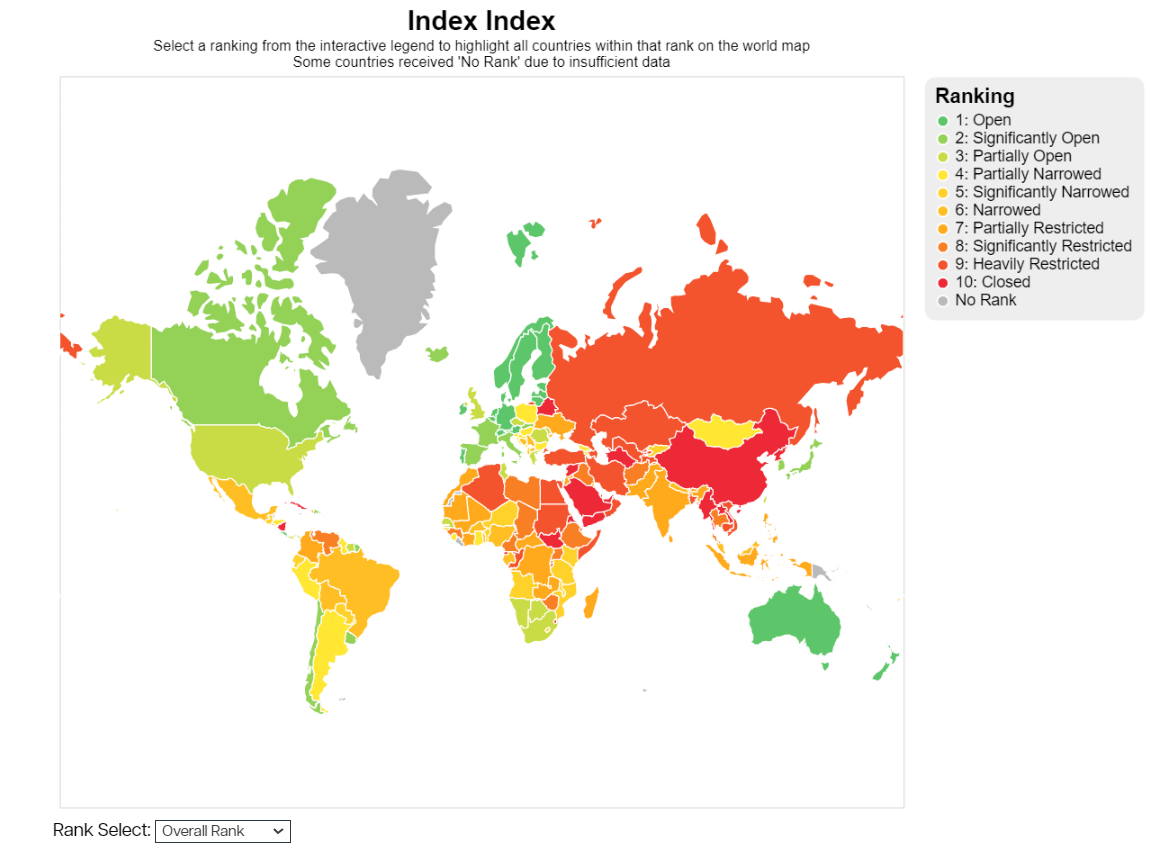 Index Index
Select a ranking from the interactive legend to highlight all countries within that rank on the world map
Some countries received 'No Rank' due to insufficient data
Ranking
1: Open
2: Significantly Open
3: Partially Open
4: Partially Narrowed
5: Significantly Narrowed
6: Narrowed
7: Partially Restricted
8: Significantly Restricted
9: Heavily Restricted
10: Closed
No Rank
Rank Select: Overall Rank